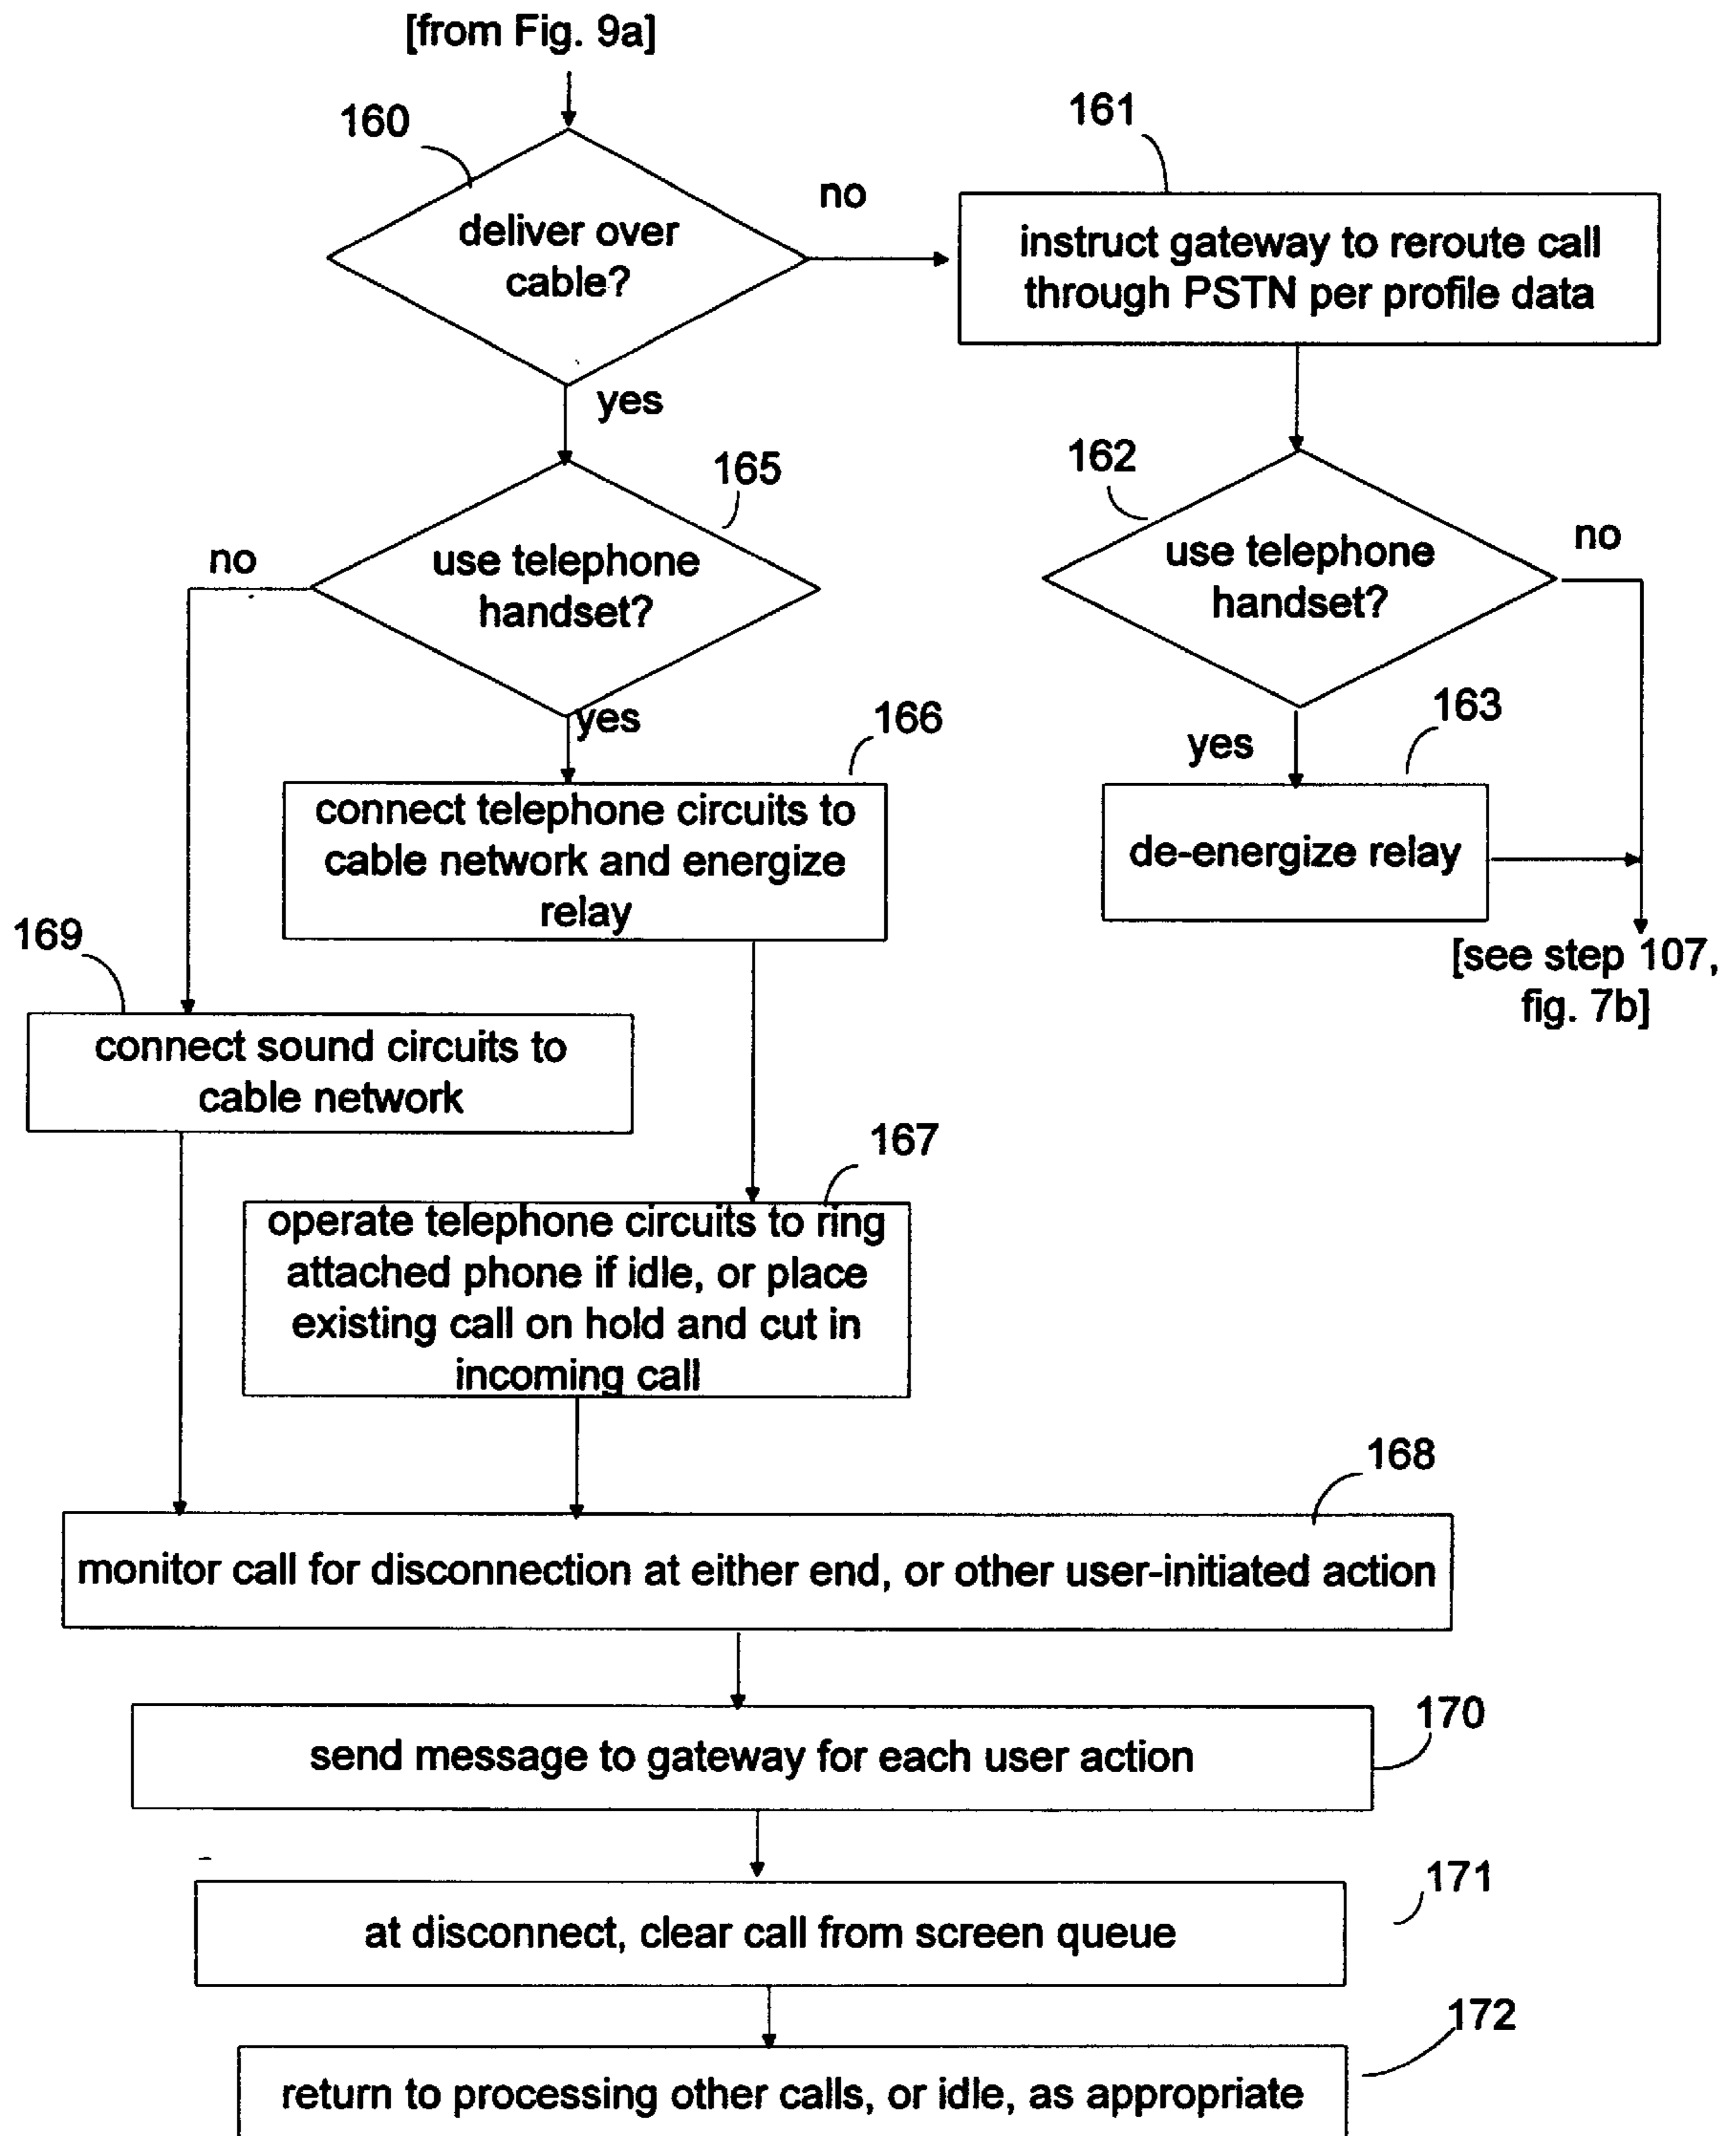 [from Fig. 9a]
160
161
no
deliver over
cable?
instruct gateway to reroute call
through PSTN per profile data
yes
165
162
no
use telephone
handset?
use telephone
handset?
no
yes
166
163
yes
connect telephone circuits to
cable network and energize
relay
de-energize relay
169
[see step 107,
fig. 7b]
connect sound circuits to
cable network
167
operate telephone circuits to ring
attached phone if idle, or place
existing call on hold and cut in
incoming call
168
monitor call for disconnection at either end, or other user-initiated action
170
send message to gateway for each user action
171
at disconnect, clear call from screen queue
172
return to processing other calls, or idle, as appropriate